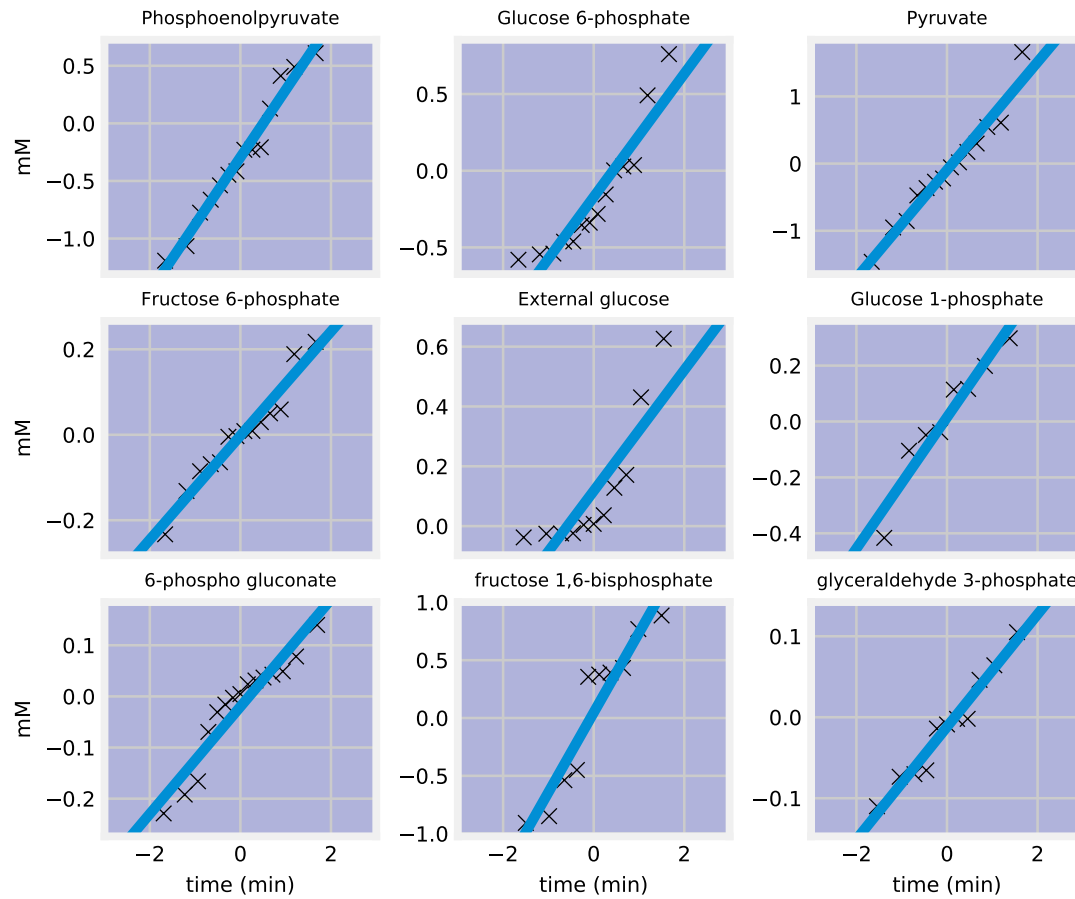 Phosphoenolpyruvate
Glucose 6-phosphate
Pyruvate
mM
0.5
0.0
−0.5
−1.0
0.5
0.0
−0.5
1
0
−1
Fructose 6-phosphate
External glucose
Glucose 1-phosphate
mM
0.2
0.0
−0.2
0.6
0.4
0.2
0.0
0.2
0.0
−0.2
−0.4
6-phospho gluconate
fructose 1,6-bisphosphate
glyceraldehyde 3-phosphate
mM
0.1
0.0
−0.1
−0.2
1.0
0.5
0.0
−0.5
−1.0
0.1
0.0
−0.1
−2 0 2
−2 0 2
−2 0 2
time (min)
time (min)
time (min)